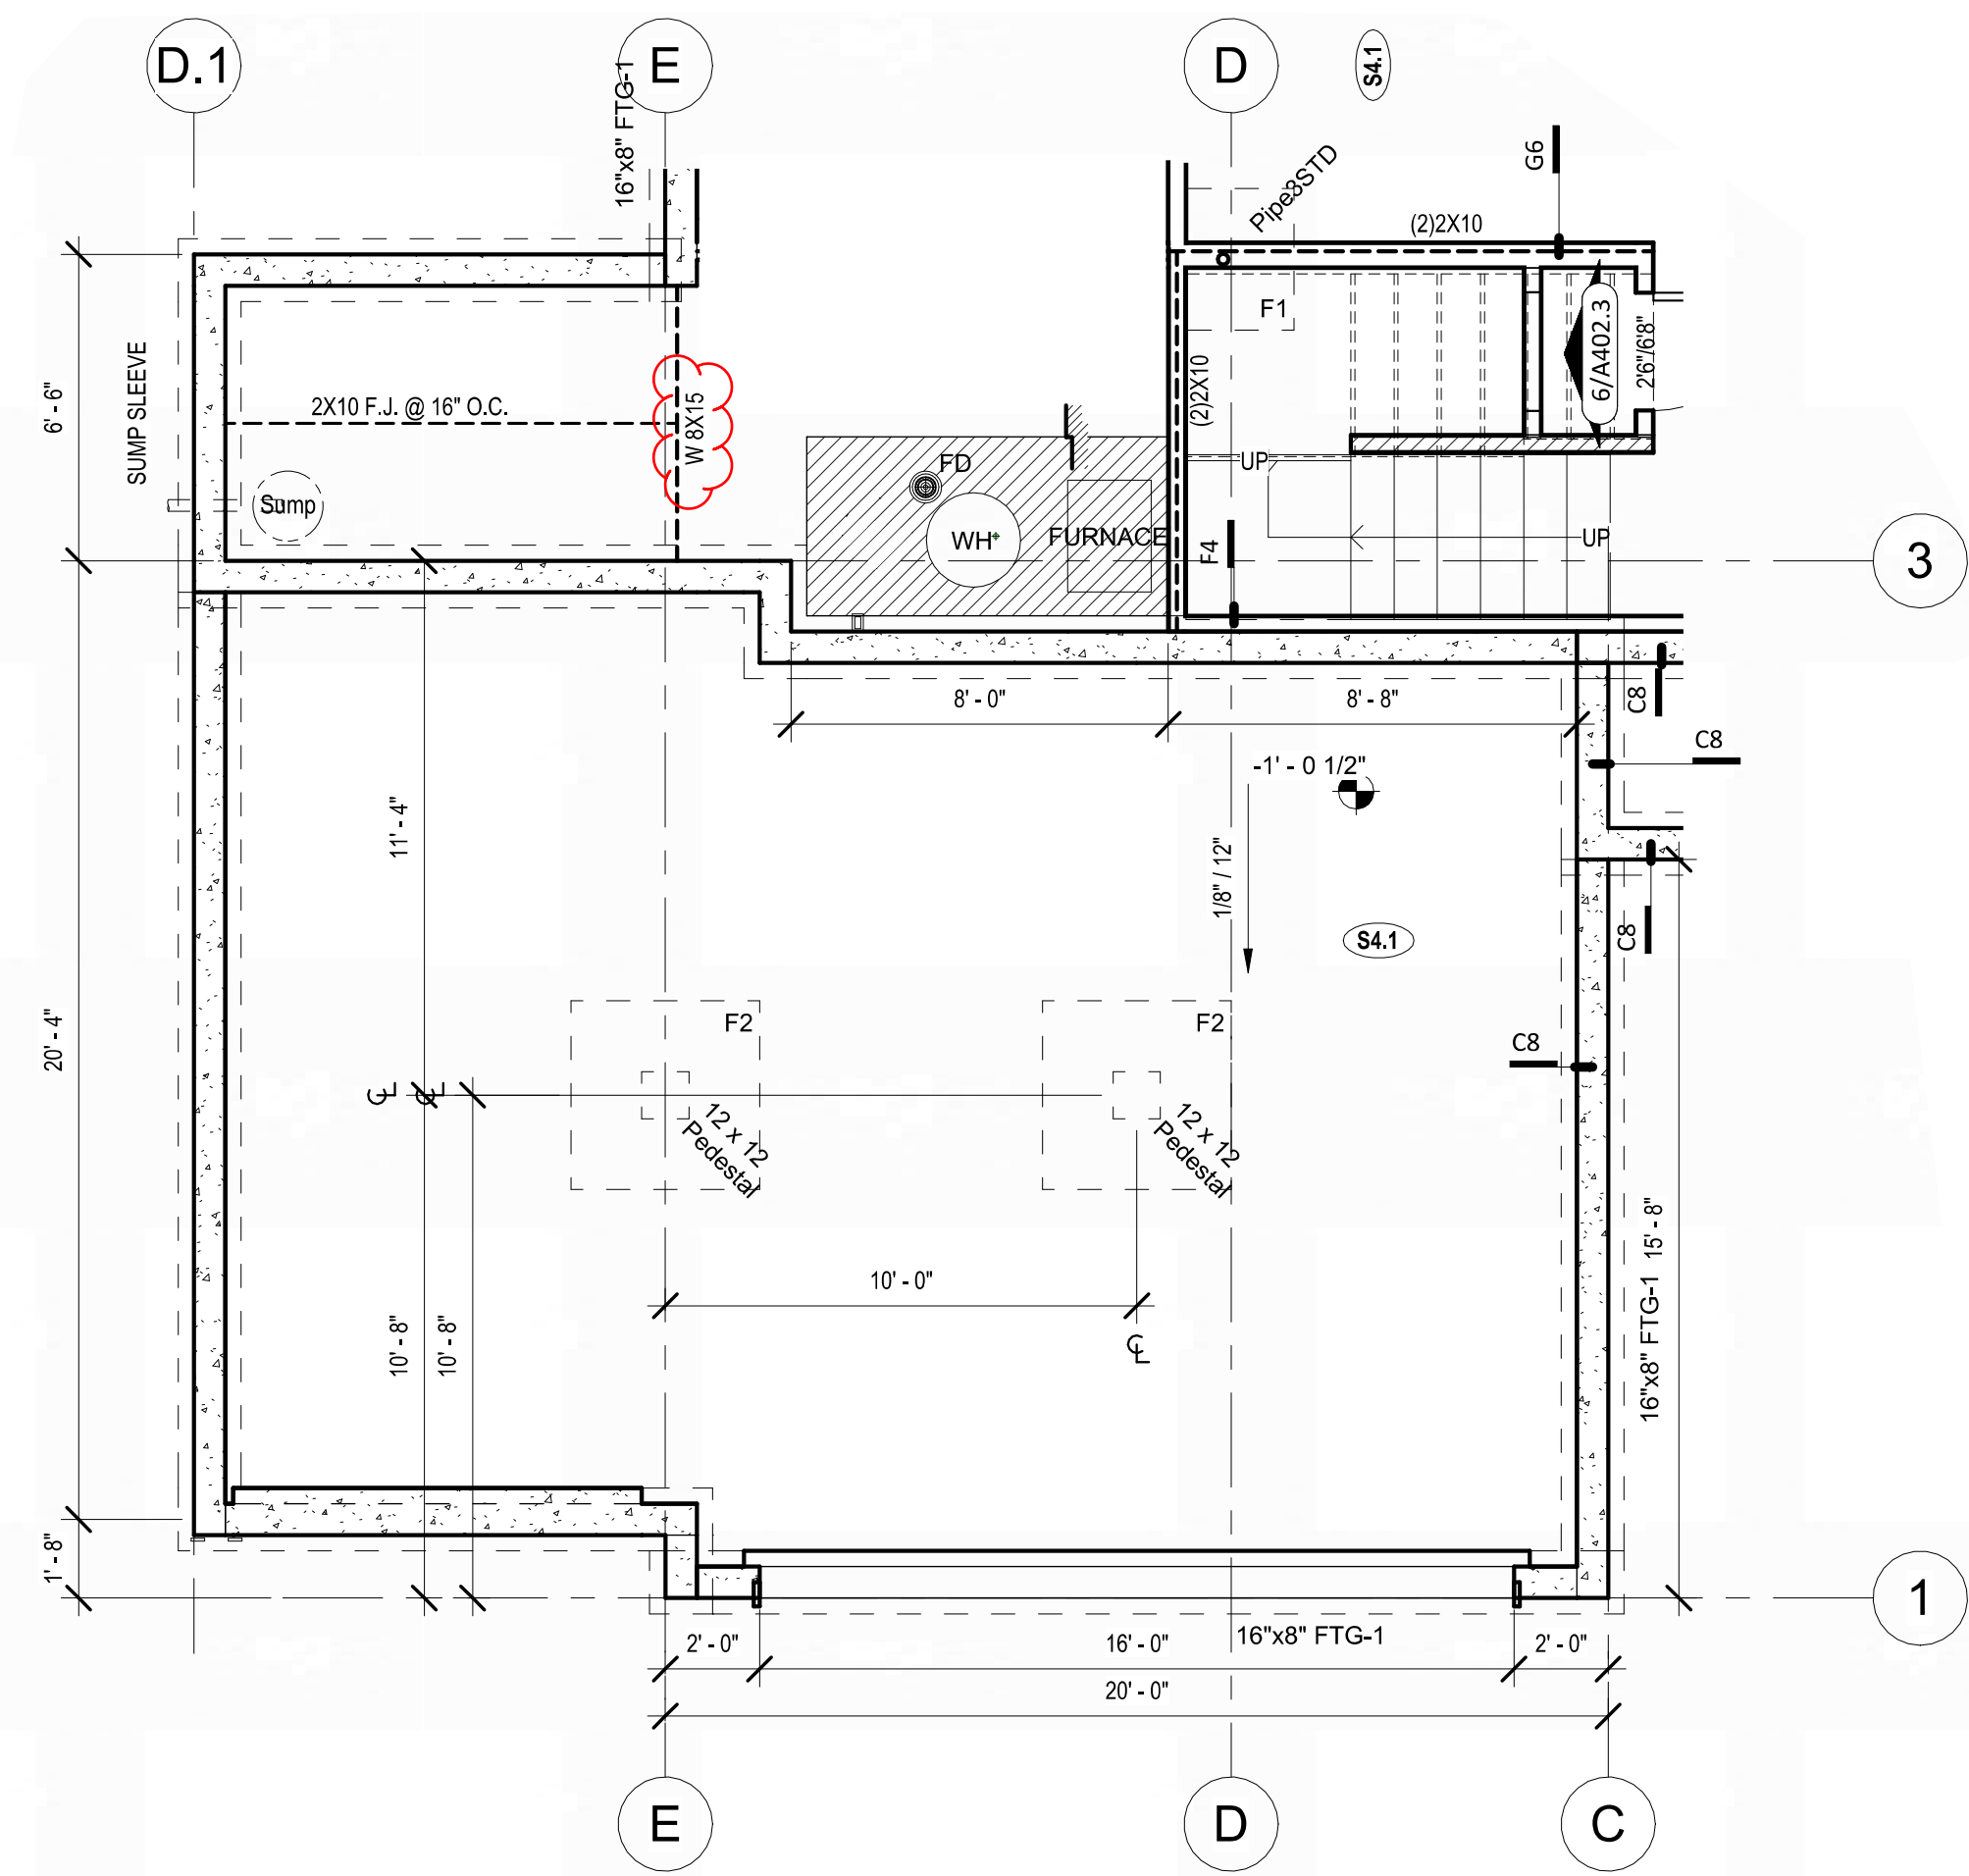 D.1
E
D
S4.1
16"x8" FTG-1
Pipe3STD
G6
(2)2X10
F1
6/A402.3
2'6"/6'8"
(2)2X10
6' - 6"
SUMP SLEEVE
2X10 F.J. @ 16" O.C.
W 8X15
Sump
FD
WH
FURNACE
UP
UP
F4
3
8' - 0"
8' - 8"
C8
C8
-1' - 0 1/2"
11' - 4"
1/8" / 12"
S4.1
C8
20' - 4"
F2
F2
C8
CL
CL
12 x 12
Pedestal
12 x 12
Pedestal
10' - 0"
CL
10' - 8"
10' - 8"
16"x8" FTG-1
15' - 8"
1' - 8"
1
2' - 0"
16' - 0"
16"x8" FTG-1
2' - 0"
20' - 0"
E
D
C